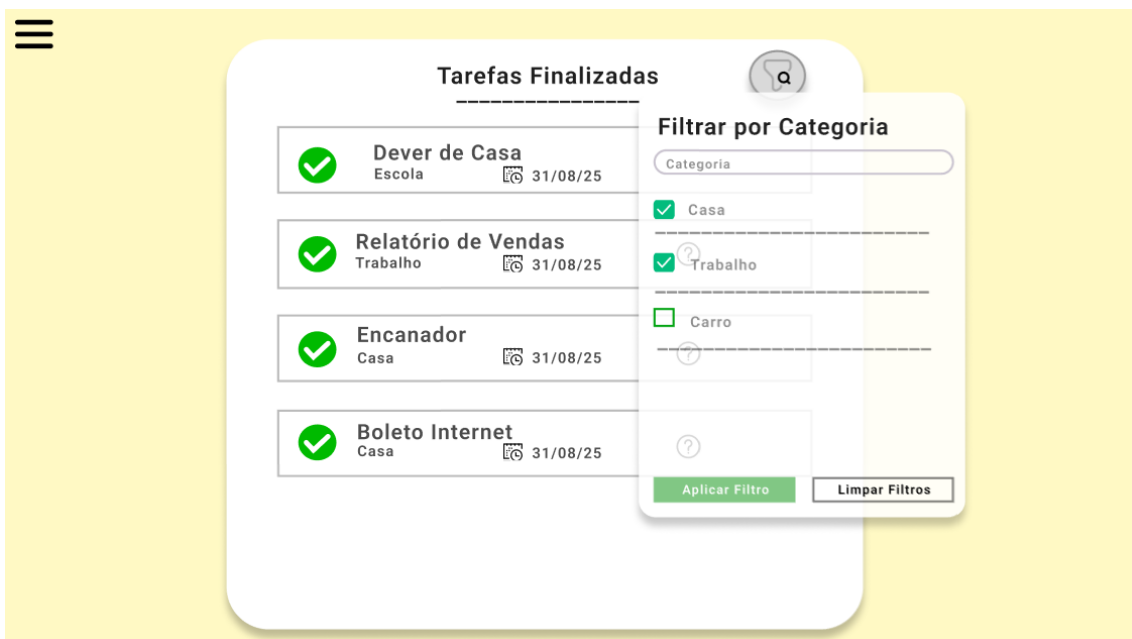 Tarefas Finalizadas
Dever de Casa
Escola
31/08/25
Relatório de Vendas
Trabalho
31/08/25
Encanador
Casa
31/08/25
Boleto Internet
Casa
31/08/25
Filtrar por Categoria
Categoria
Casa
?
Trabalho
Carro
?
?
Aplicar Filtro
Limpar Filtros